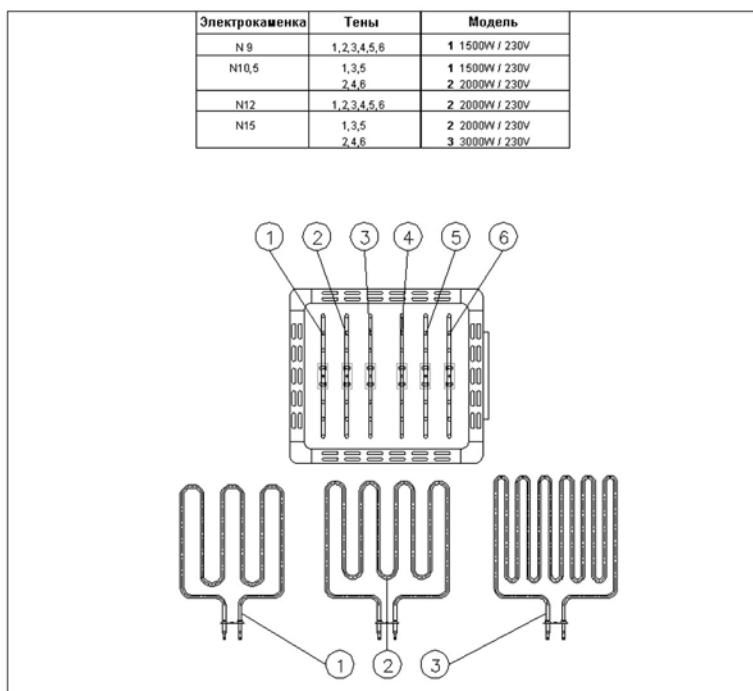 Электрокаменка Тены Модель
N 9 1,2,3,4,5,6 1 1500W / 230V
N10,5 1,3,5 1 1500W / 230V
2,4,6 2 2000W / 230V
N12 1,2,3,4,5,6 2 2000W / 230V
N15 1,3,5 2 2000W / 230V
2,4,6 3 3000W / 230V
1 2 3 4 5 6
1 2 3